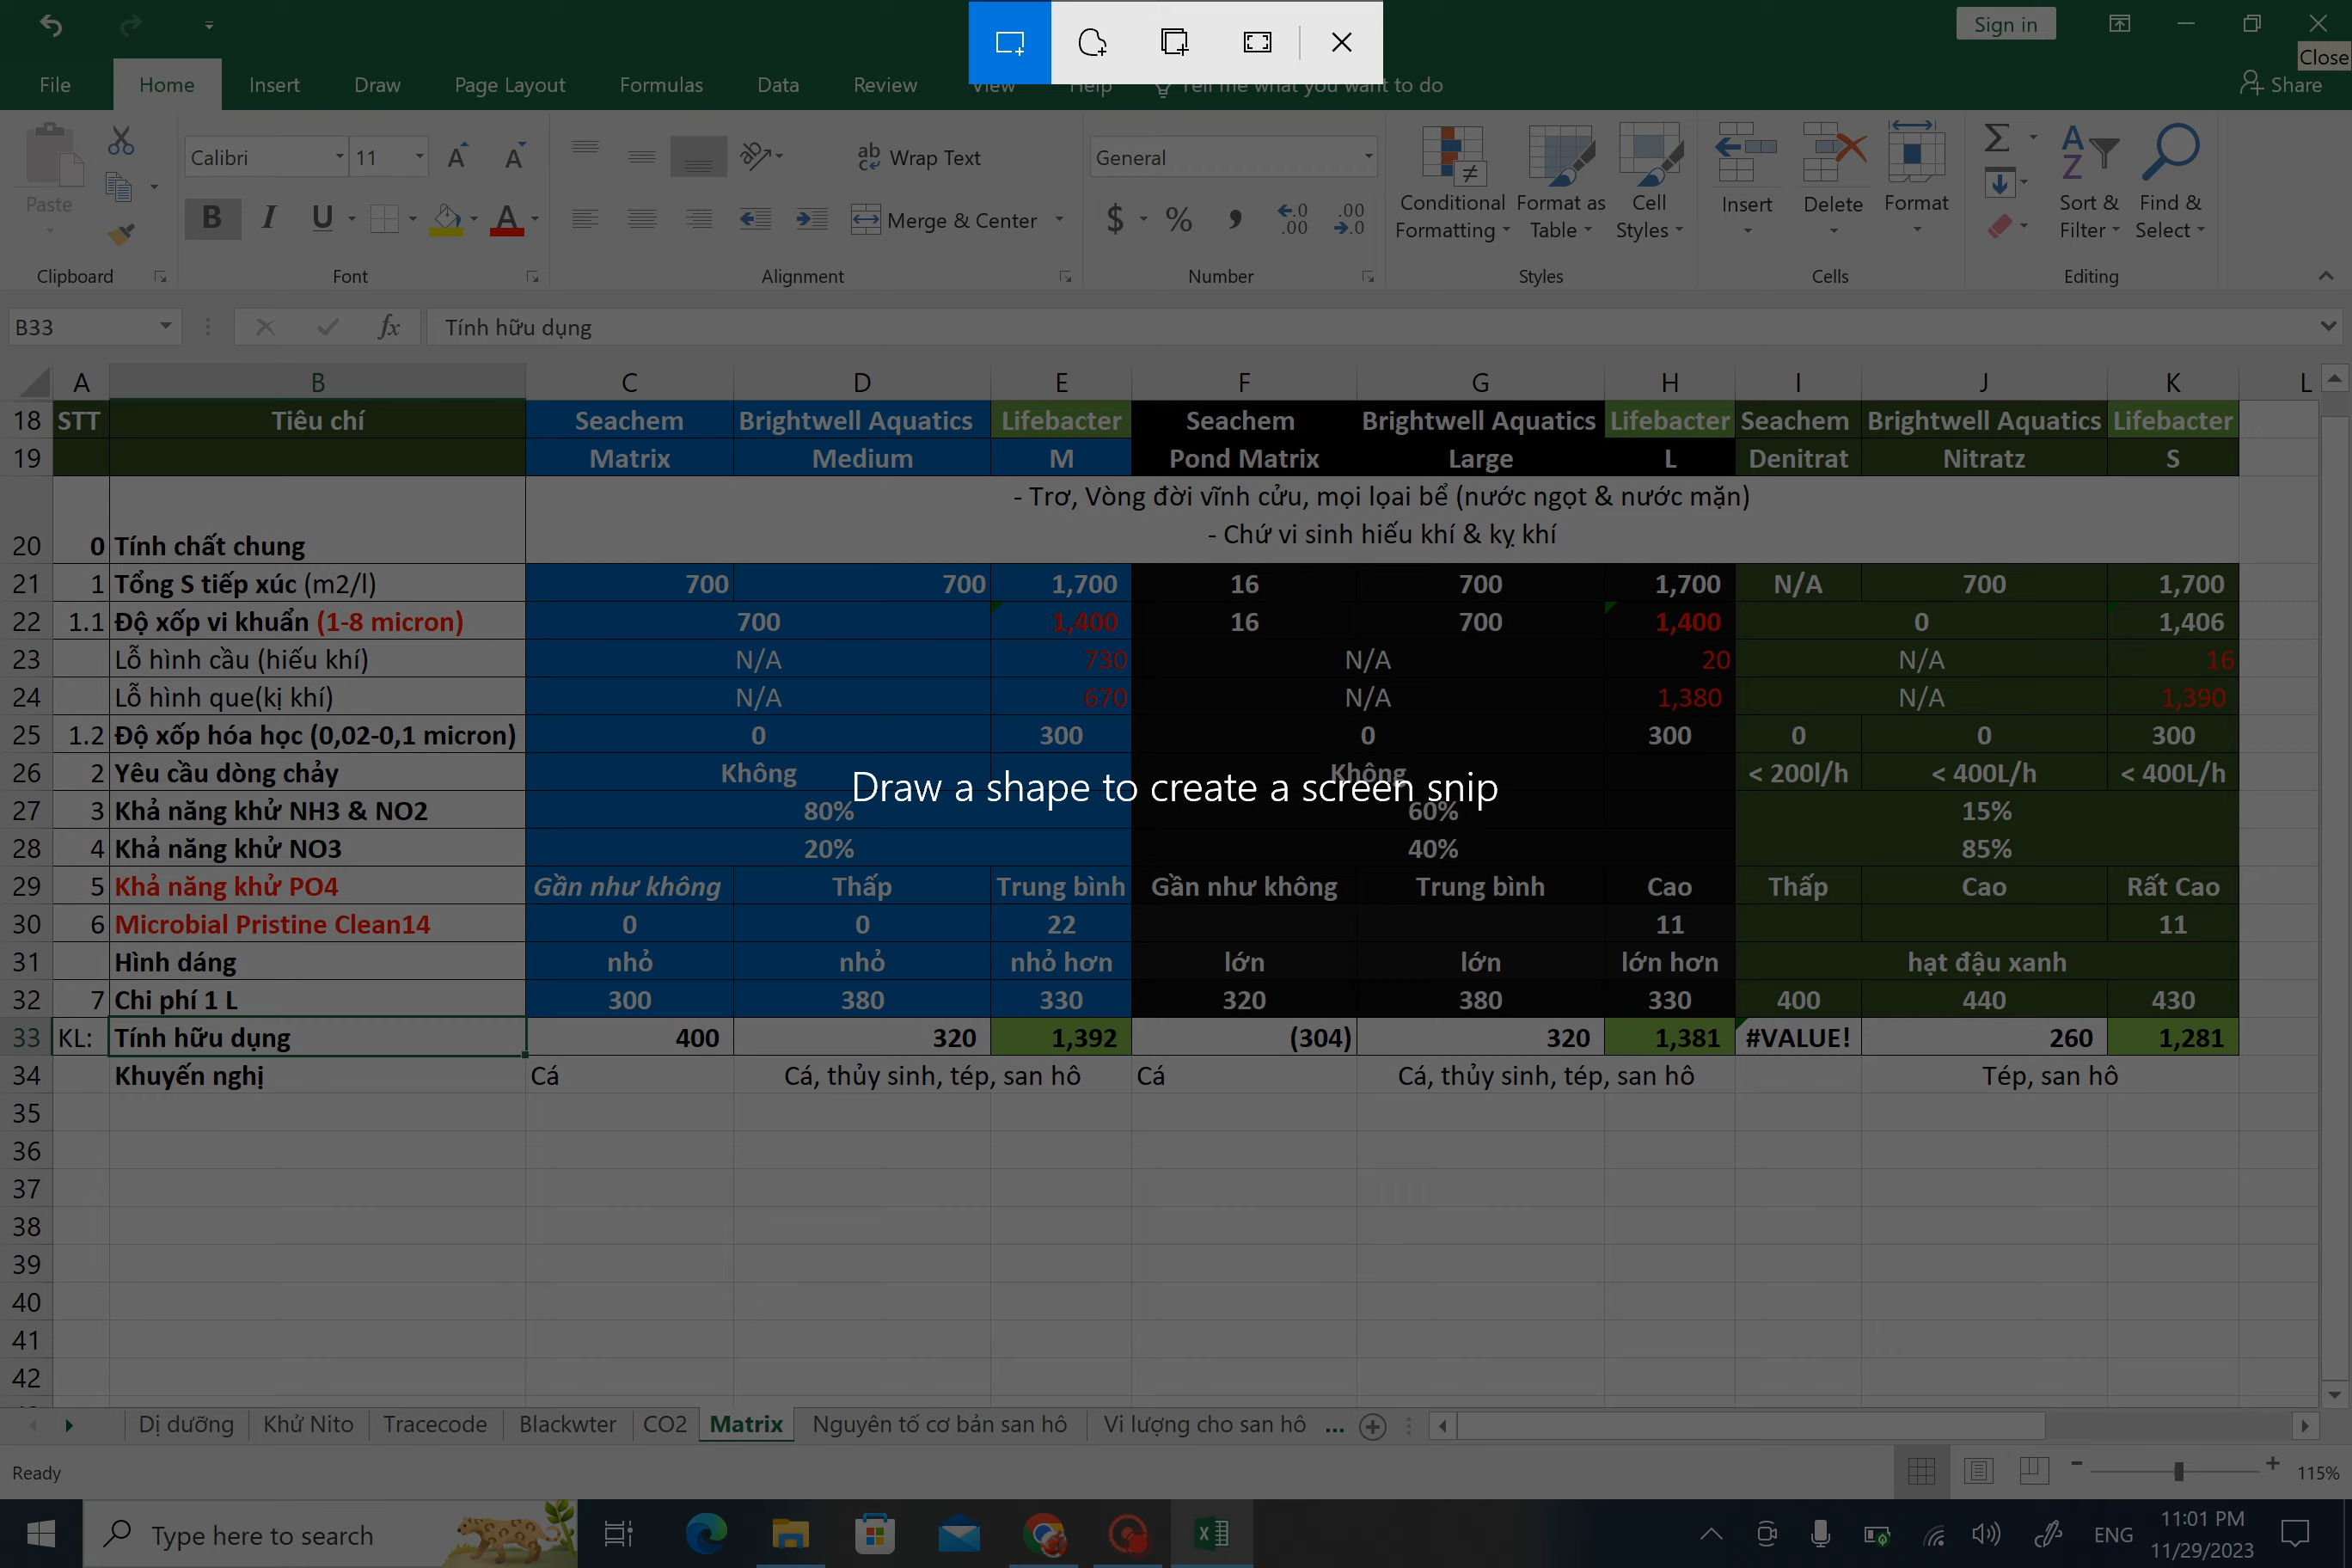 Sign in
Close
File Home Insert Draw Page Layout Formulas Data Review View Help Tell me what you want to do Share
Paste
Calibri 11
Wrap Text
Merge & Center
General
Conditional Formatting
Format as Table
Cell Styles
Insert
Delete
Format
Sort & Filter
Find & Select
Clipboard Font Alignment Number Styles Cells Editing
B33 fx Tính hữu dụng
A B C D E F G H I J K L
18 STT Tiêu chí Seachem Brightwell Aquatics Lifebacter Seachem Brightwell Aquatics Lifebacter Seachem Brightwell Aquatics Lifebacter
19 Matrix Medium M Pond Matrix Large L Denitrat Nitratz S
- Trơ, Vòng đời vĩnh cửu, mọi lọai bể (nước ngọt & nước mặn)
- Chứ vi sinh hiếu khí & kỵ khí
20 0 Tính chất chung
21 1 Tổng S tiếp xúc (m2/l) 700 700 1,700 16 700 1,700 N/A 700 1,700
22 1.1 Độ xốp vi khuẩn (1-8 micron) 700 1,400 16 700 1,400 0 1,406
23 Lỗ hình cầu (hiếu khí) N/A 730 N/A 20 N/A 16
24 Lỗ hình que(kị khí) N/A 670 N/A 1,380 N/A 1,390
25 1.2 Độ xốp hóa học (0,02-0,1 micron) 0 300 0 300 0 0 300
26 2 Yêu cầu dòng chảy Không Không < 200l/h < 400L/h < 400L/h
Draw a shape to create a screen snip
27 3 Khả năng khử NH3 & NO2 80% 60% 15%
28 4 Khả năng khử NO3 20% 40% 85%
29 5 Khả năng khử PO4 Gần như không Thấp Trung bình Gần như không Trung bình Cao Thấp Cao Rất Cao
30 6 Microbial Pristine Clean14 0 0 22 11 11
31 Hình dáng nhỏ nhỏ nhỏ hơn lớn lớn lớn hơn hạt đậu xanh
32 7 Chi phí 1 L 300 380 330 320 380 330 400 440 430
33 KL: Tính hữu dụng 400 320 1,392 (304) 320 1,381 #VALUE! 260 1,281
34 Khuyến nghị Cá Cá, thủy sinh, tép, san hô Cá Cá, thủy sinh, tép, san hô Tép, san hô
35
36
37
38
39
40
41
42
Dị dưỡng Khử Nito Tracecode Blackwter CO2 Matrix Nguyên tố cơ bản san hô Vi lượng cho san hô ...
Ready 115%
Type here to search ENG 11:01 PM
11/29/2023